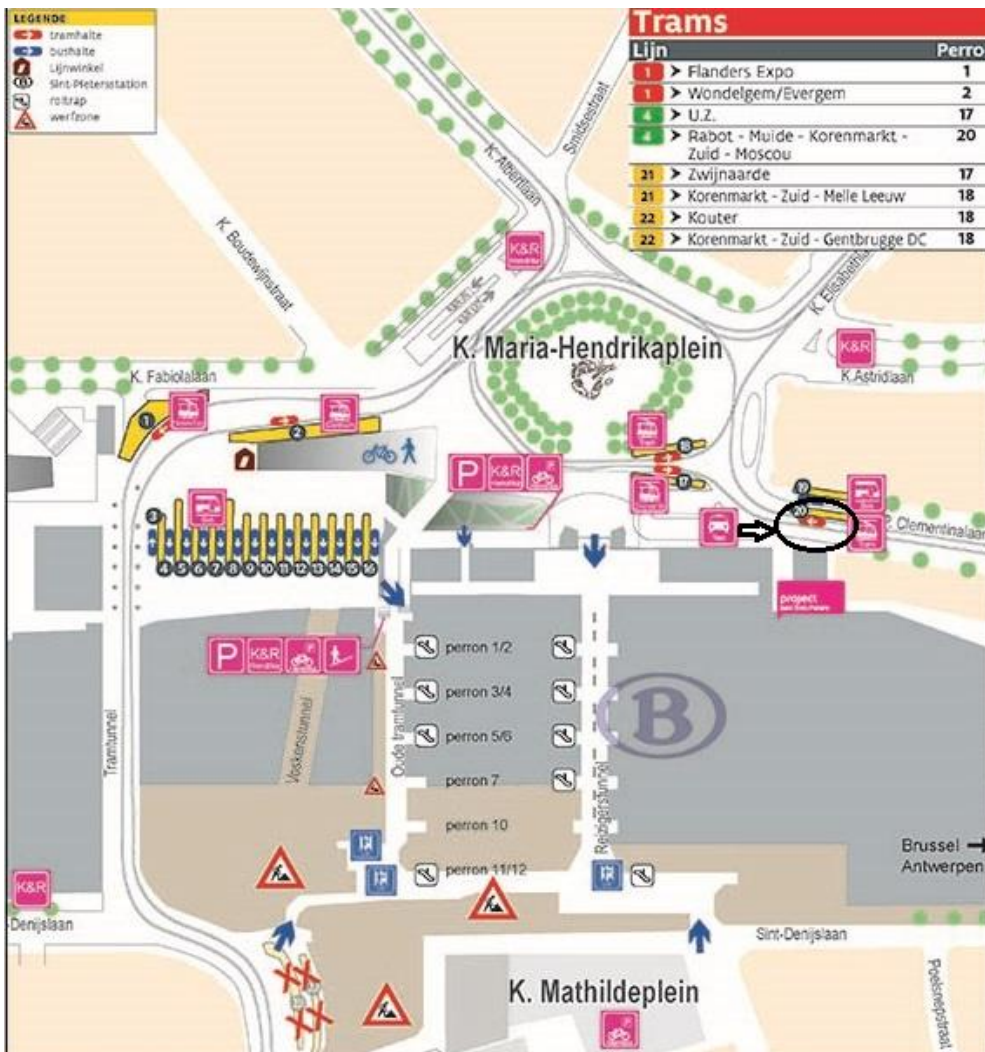 LEGENDE
tramhalte
bushalte
Lijnwinkel
Sint-Pietersstation
roltrap
werfzone
Trams
Lijn Perro
1 > Flanders Expo 1
1 > Wondelgem/Evergem 2
4 > U.Z. 17
4 > Rabot - Muide - Korenmarkt - 20
Zuid - Moscou
21 > Zwijnaarde 17
21 > Korenmarkt - Zuid - Melle Leeuw 18
22 > Kouter 18
22 > Korenmarkt - Zuid - Gentbrugge DC 18
Smidsestraat
K. Albertlaan
K. Boudewijnstraat
K&R
K. Elisabethla
K. Maria-Hendrikaplein
K&R
K. Astridlaan
K. Fabiolalaan
1
2
18
17
19
20
P. Clementinalaan
P K&R
3
4 5 6 7 8 9 10 11 12 13 14 15 16
project
P K&R
perron 1/2
perron 3/4
perron 5/6
perron 7
perron 10
perron 11/12
B
Tramtunnel
Voskenstunnel
Oude tramtunnel
Reizigerstunnel
Brussel
Antwerpen
K&R
-Denijslaan
Sint-Denijslaan
K. Mathildeplein
Poelsnepstraat